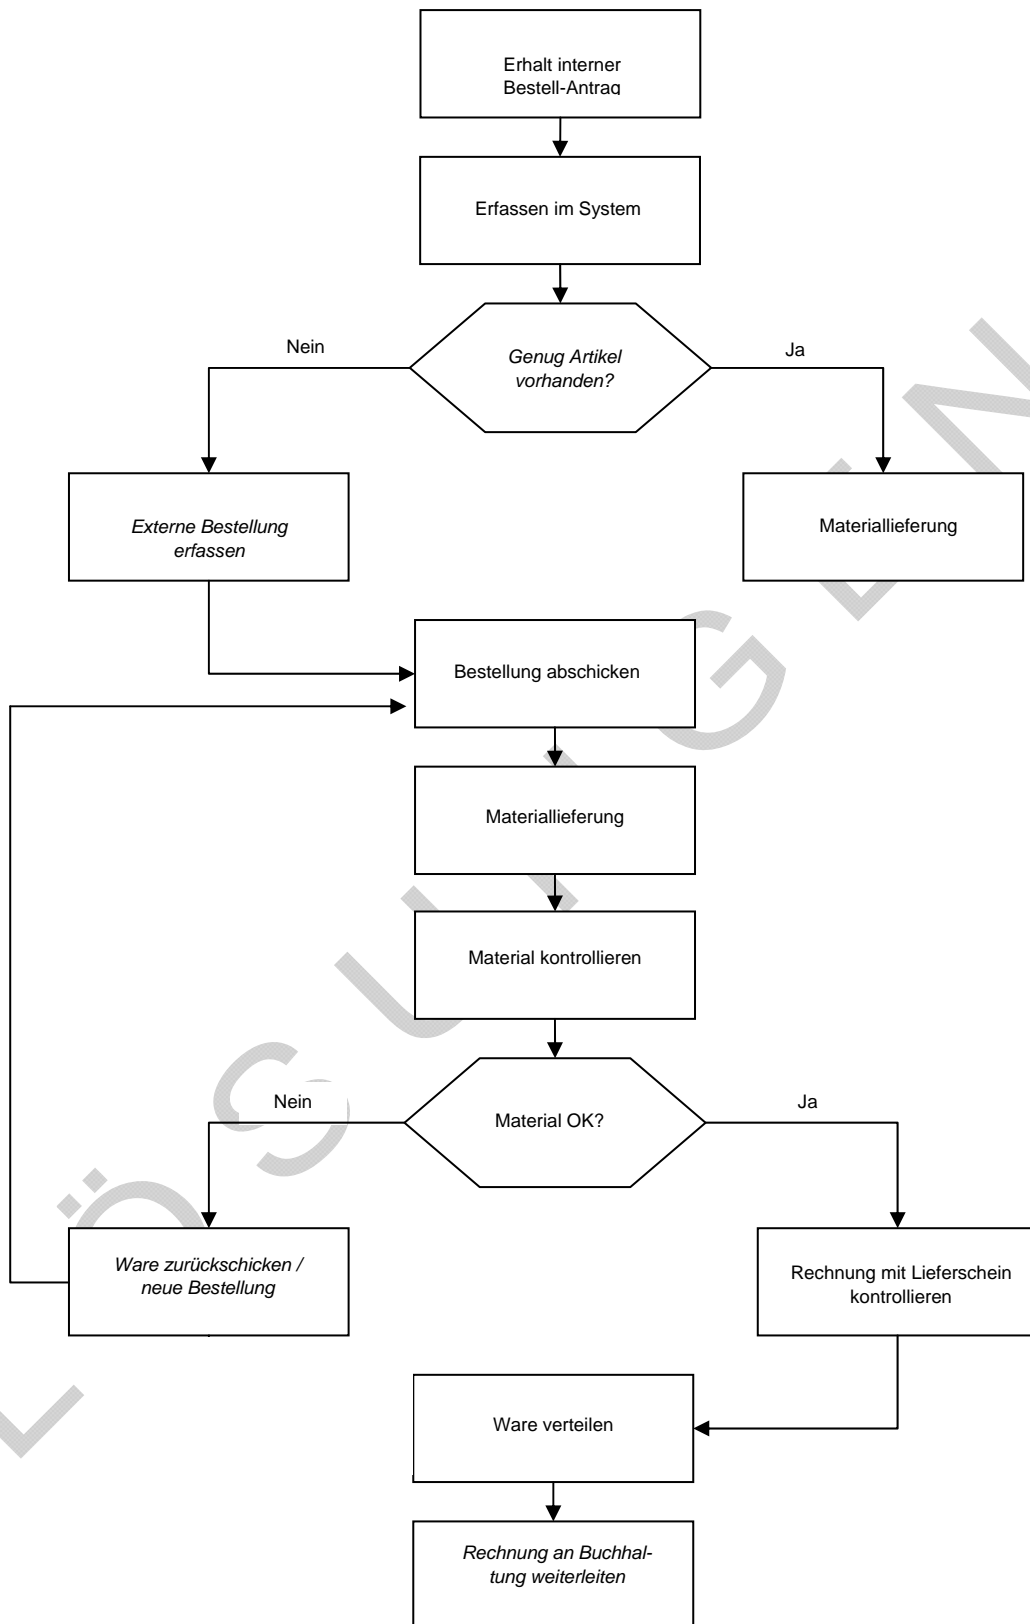 Erhalt interner
Bestell-Antrag
Erfassen im System
Genug Artikel
vorhanden?
Nein
Ja
Externe Bestellung
erfassen
Materiallieferung
Bestellung abschicken
Materiallieferung
Material kontrollieren
Material OK?
Nein
Ja
Ware zurückschicken /
neue Bestellung
Rechnung mit Lieferschein
kontrollieren
Ware verteilen
Rechnung an Buchhal-
tung weiterleiten
LÖSUNGEN